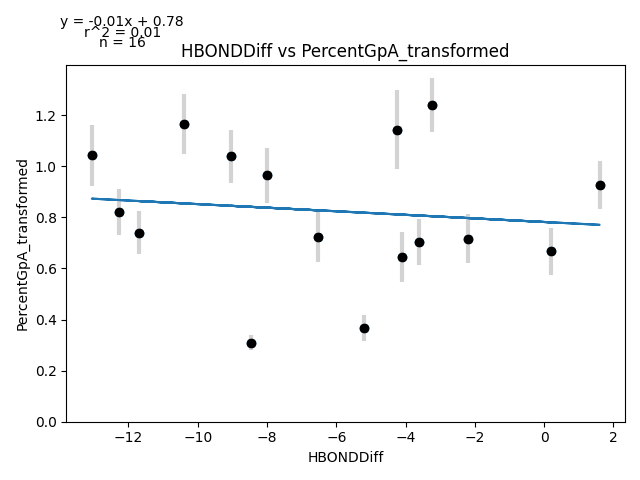 y = -0.01x + 0.78
r^2 = 0.01
n = 16
HBONDDiff vs PercentGpA_transformed
PercentGpA_transformed
1.2
1.0
0.8
0.6
0.4
0.2
0.0
−12 −10 −8 −6 −4 −2 0 2
HBONDDiff